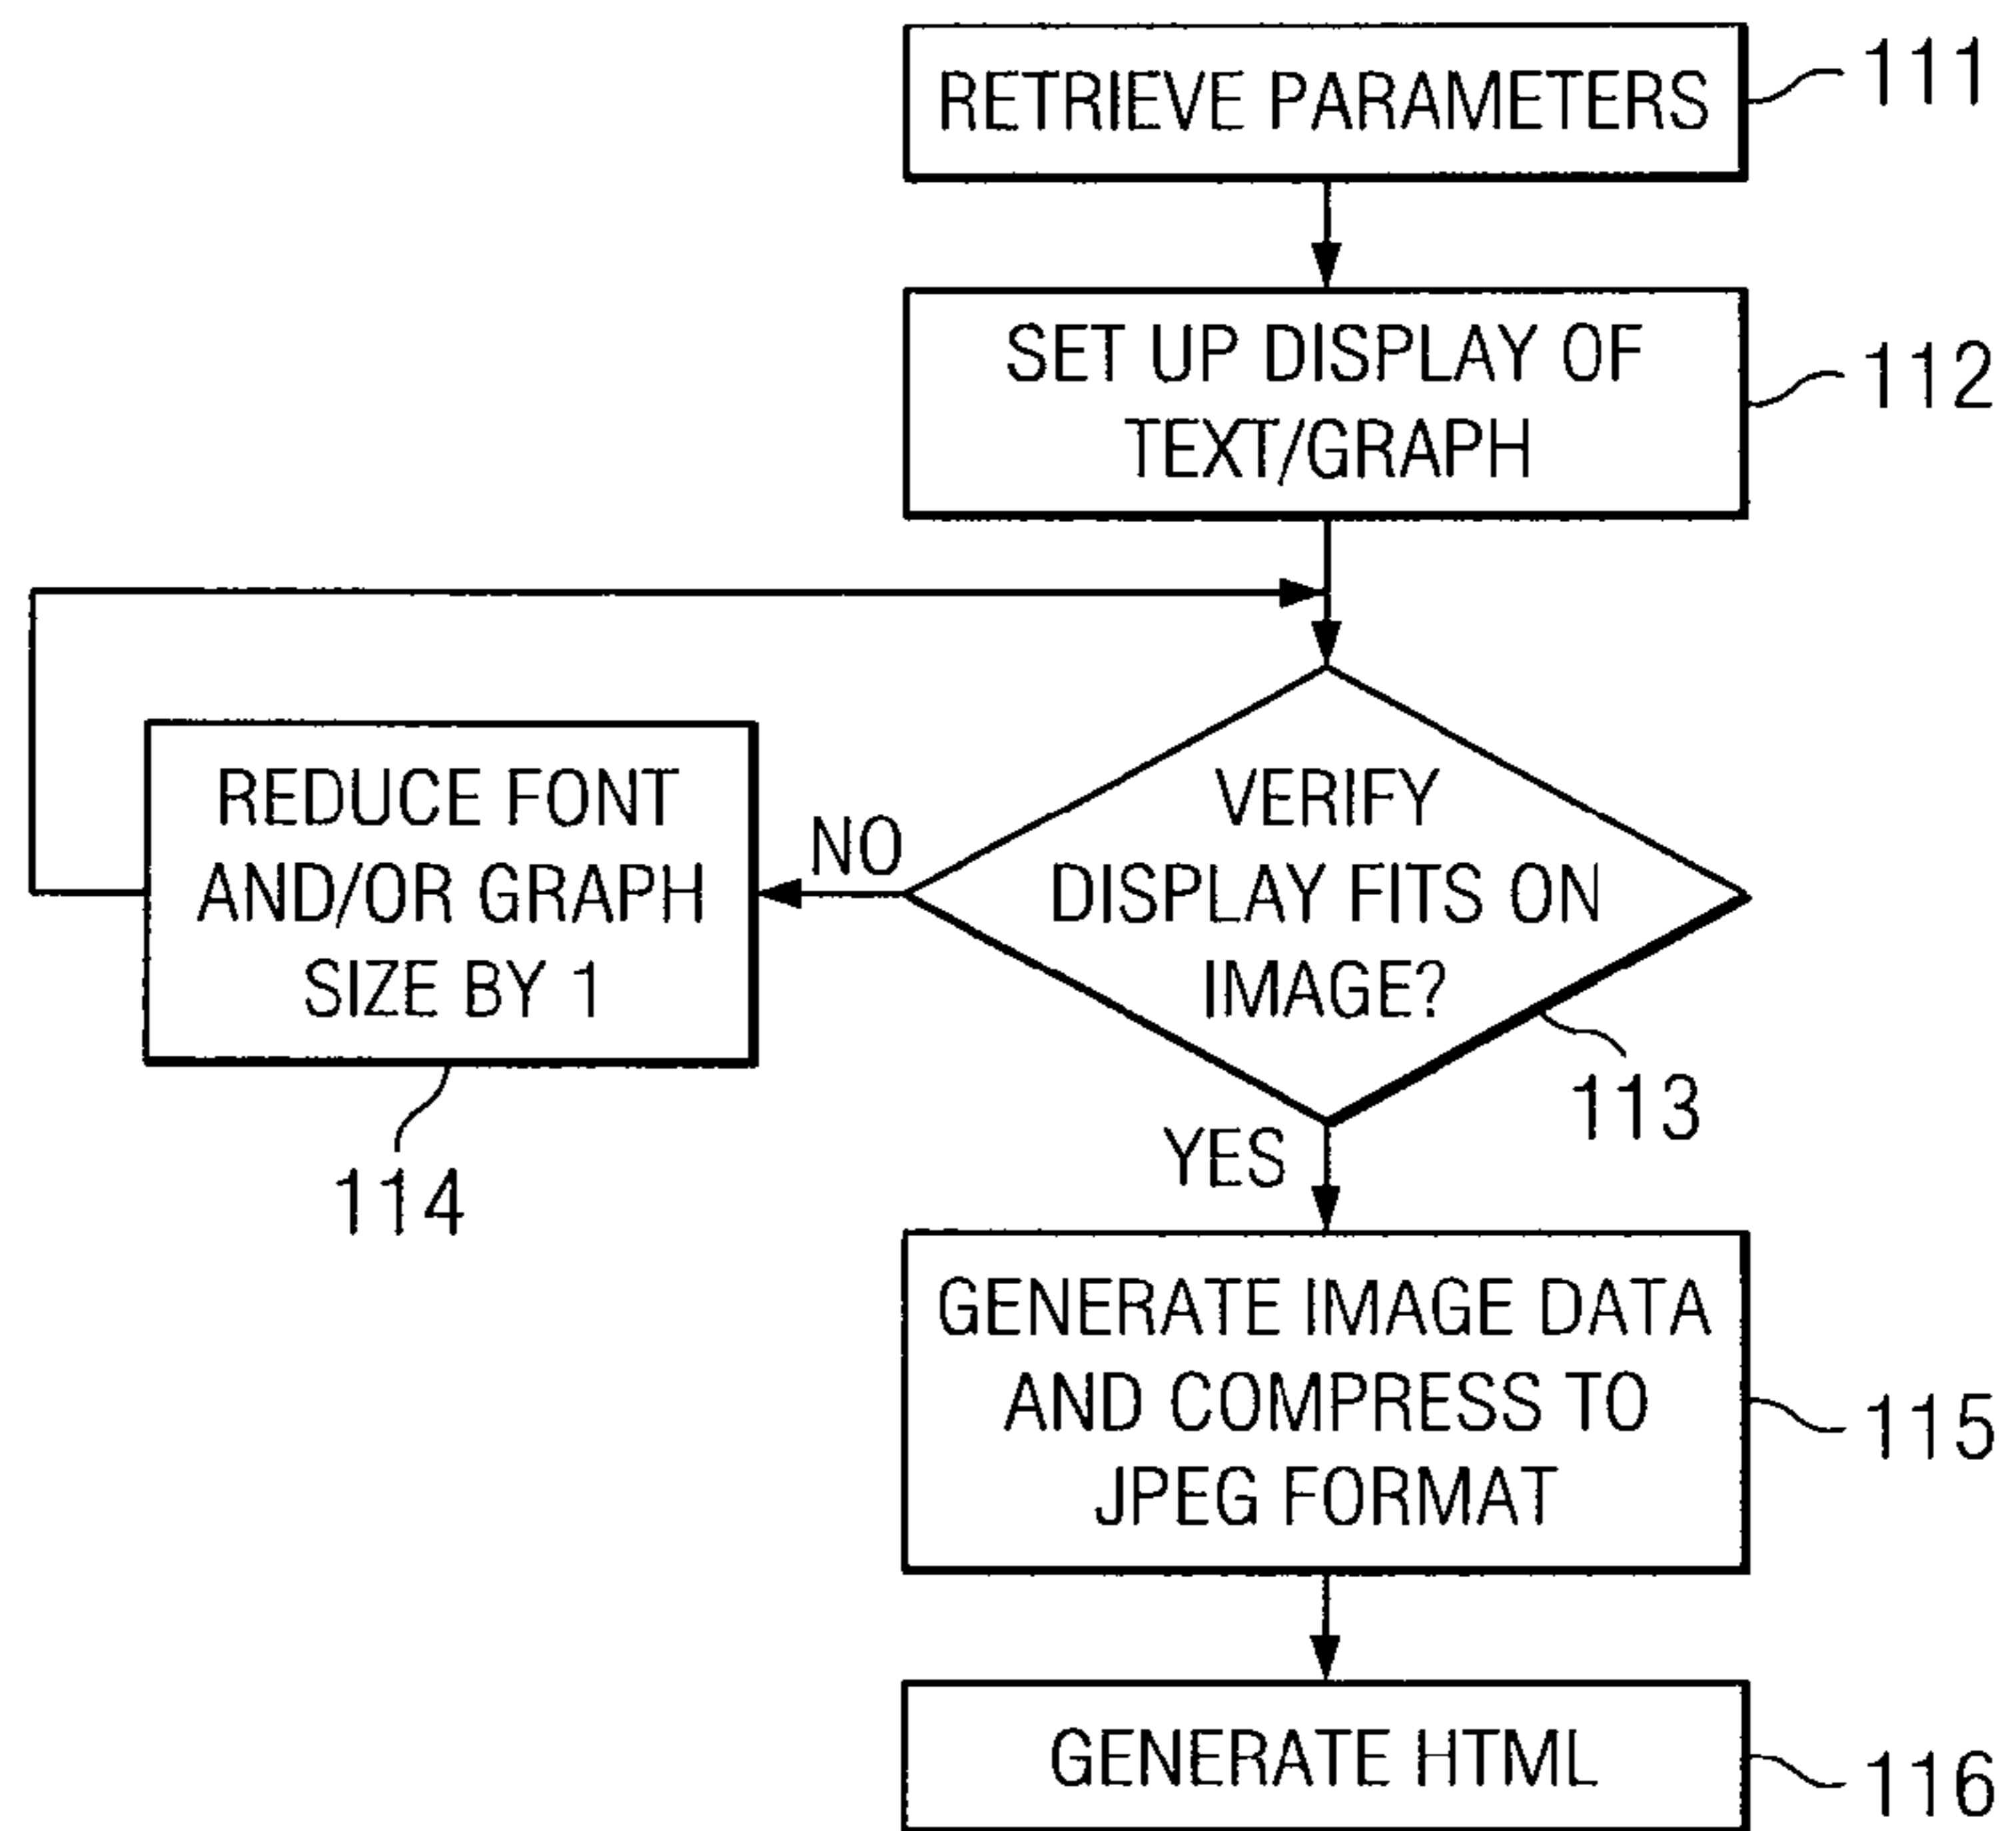 RETRIEVE PARAMETERS
111
SET UP DISPLAY OF
TEXT/GRAPH
112
VERIFY
DISPLAY FITS ON
IMAGE?
113
NO
REDUCE FONT
AND/OR GRAPH
SIZE BY 1
114
YES
GENERATE IMAGE DATA
AND COMPRESS TO
JPEG FORMAT
115
GENERATE HTML
116